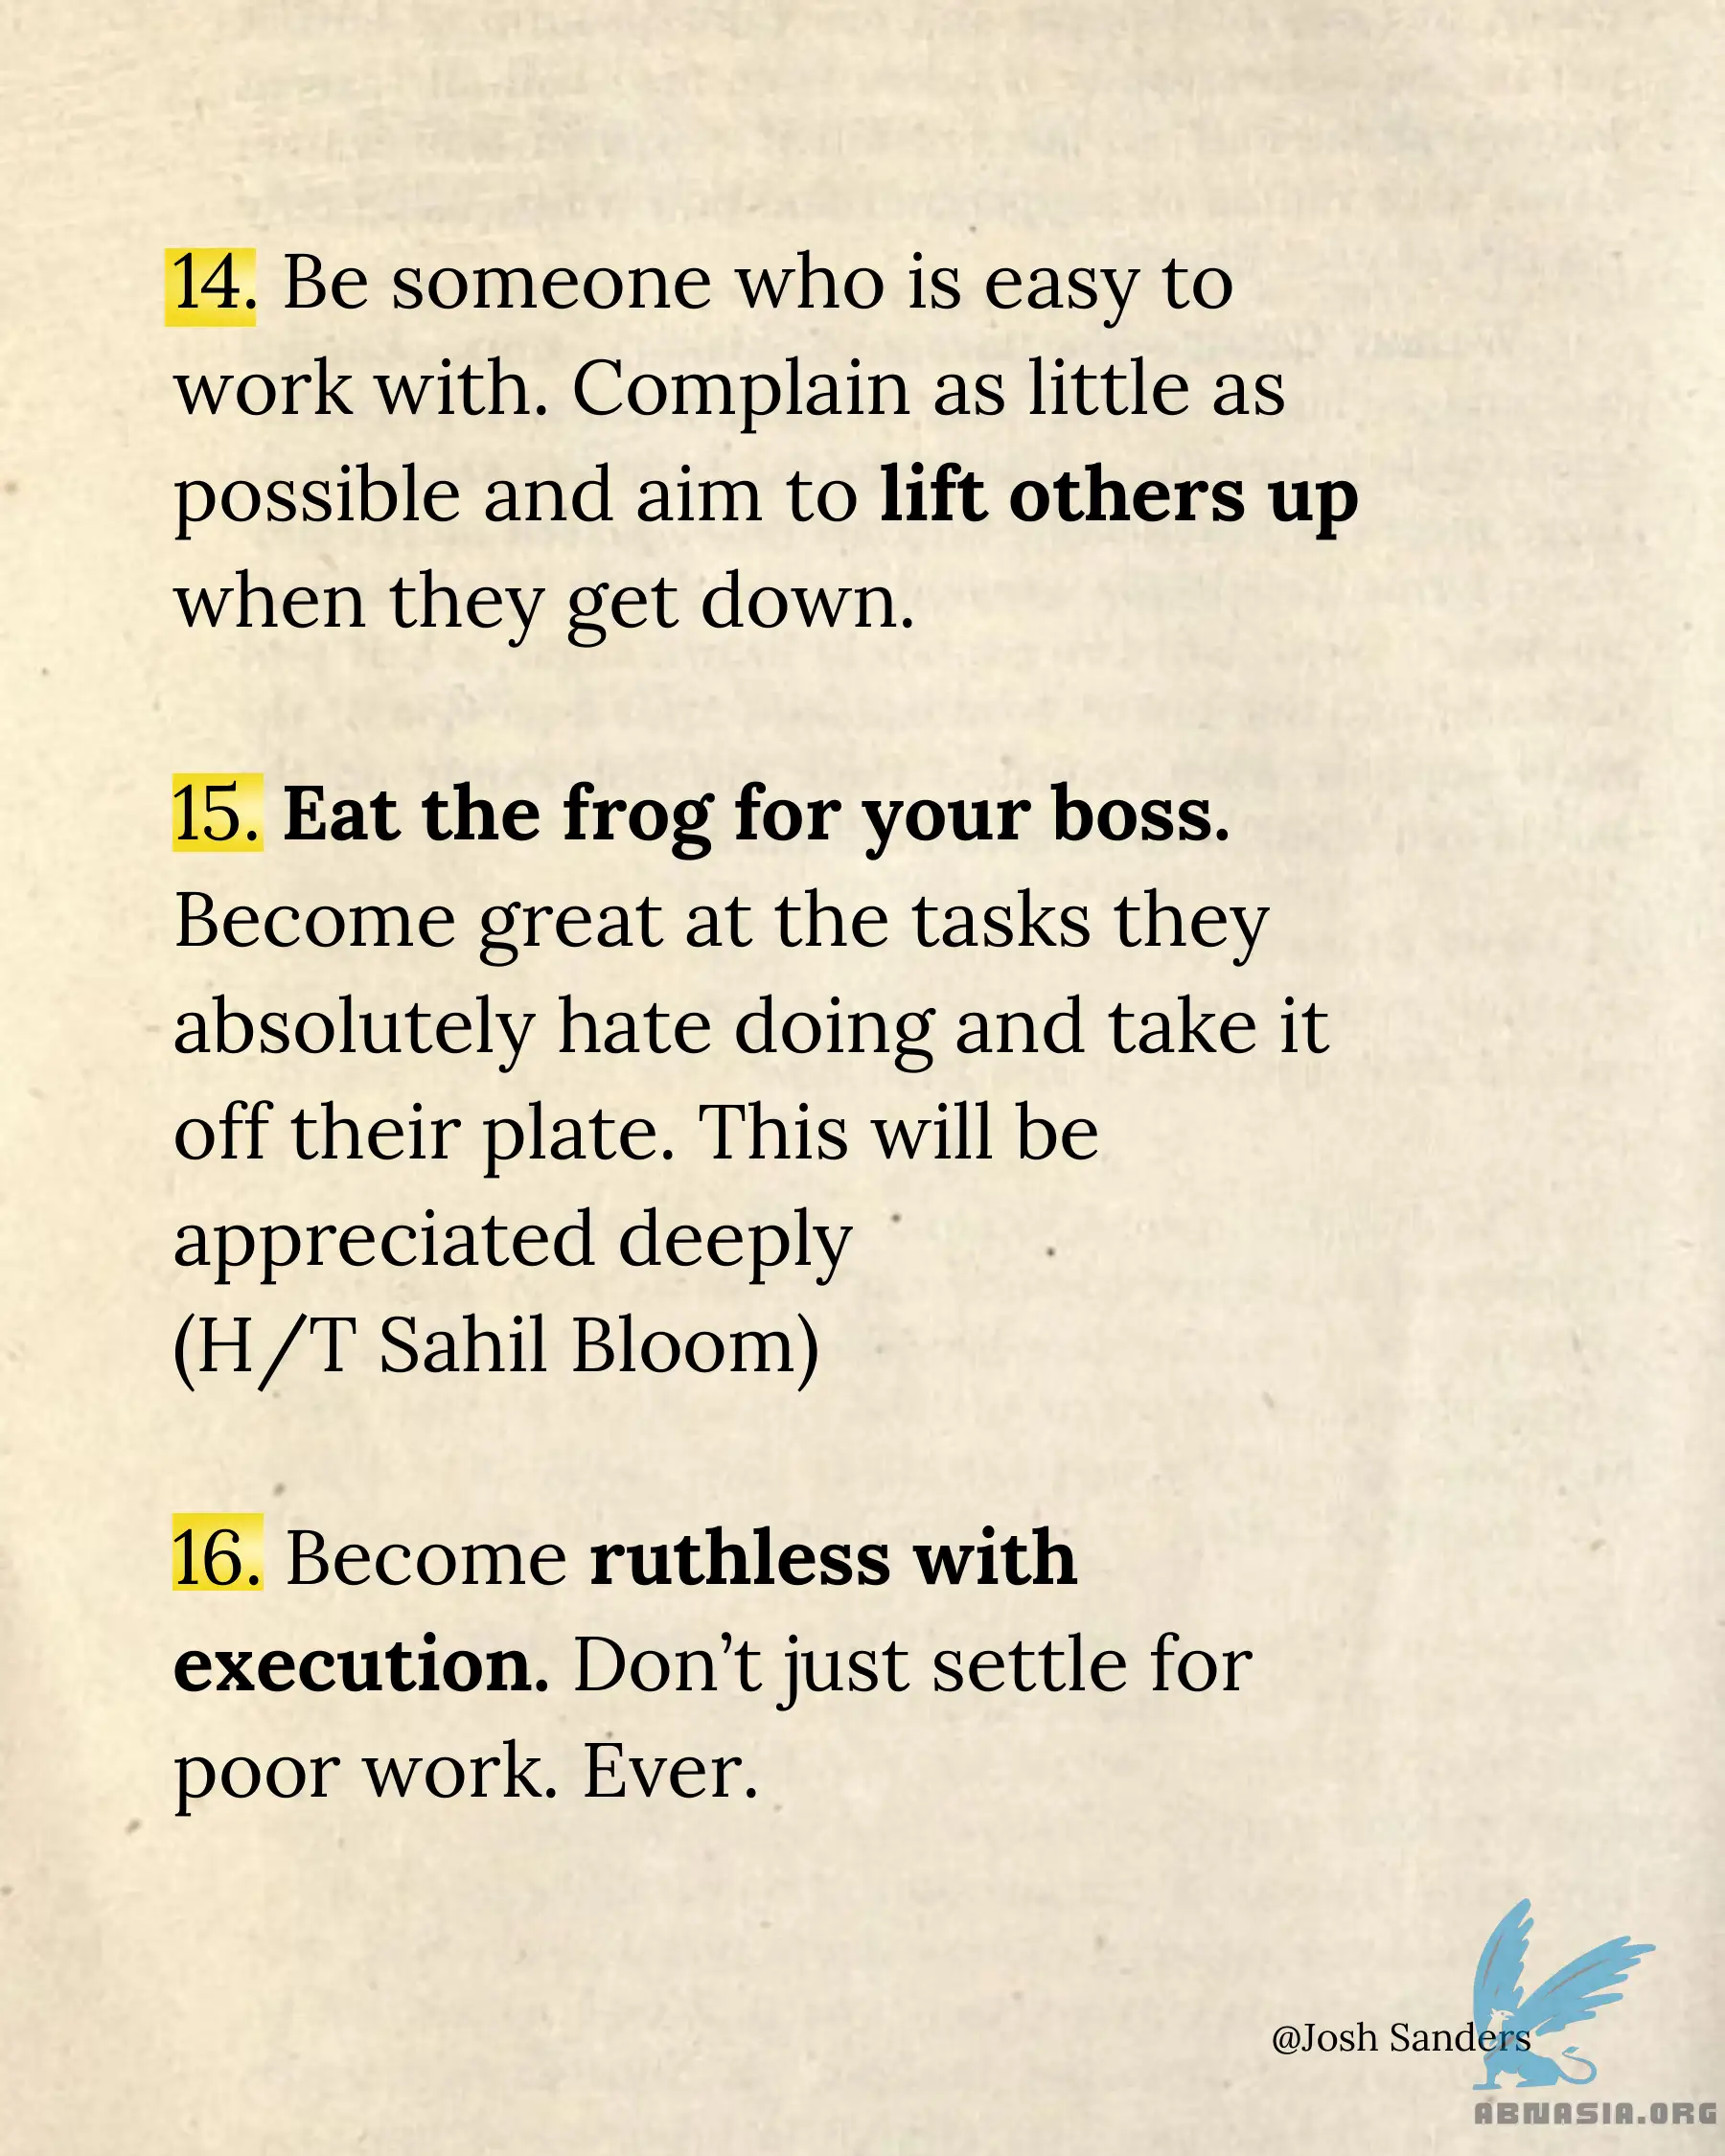 14. Be someone who is easy to
work with. Complain as little as
possible and aim to lift others up
when they get down.
15. Eat the frog for your boss.
Become great at the tasks they
absolutely hate doing and take it
off their plate. This will be
appreciated deeply
(H/T Sahil Bloom)
16. Become ruthless with
execution. Don’t just settle for
poor work. Ever.
@Josh Sanders
ABNASIA.ORG